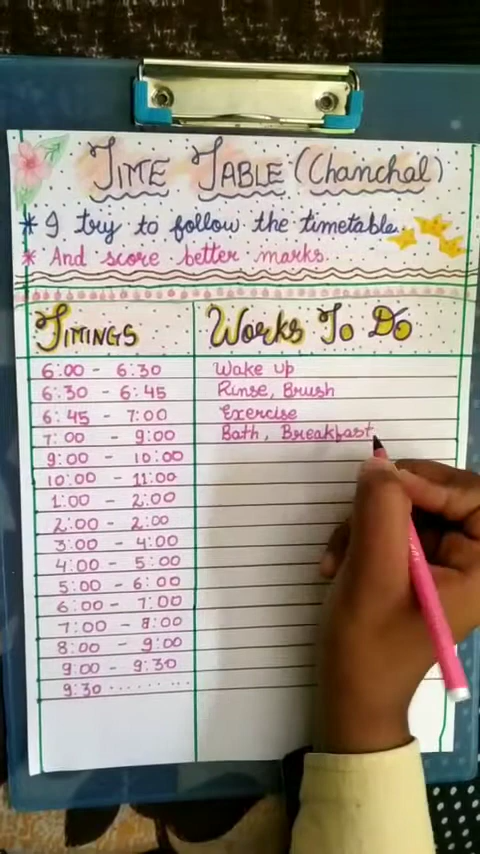 TIME TABLE (Chanchal)
* I try to follow the timetable.
* And score better marks.
TIMINGS Works To Do
6:00 - 6:30 Wake up
6:30 - 6:45 Rinse, Brush
6:45 - 7:00 Exercise
7:00 - 9:00 Bath, Breakfast
9:00 - 10:00
10:00 - 11:00
1:00 - 2:00
2:00 - 2:00
3:00 - 4:00
4:00 - 5:00
5:00 - 6:00
6:00 - 7:00
7:00 - 8:00
8:00 - 9:00
9:00 - 9:30
9:30 ..........